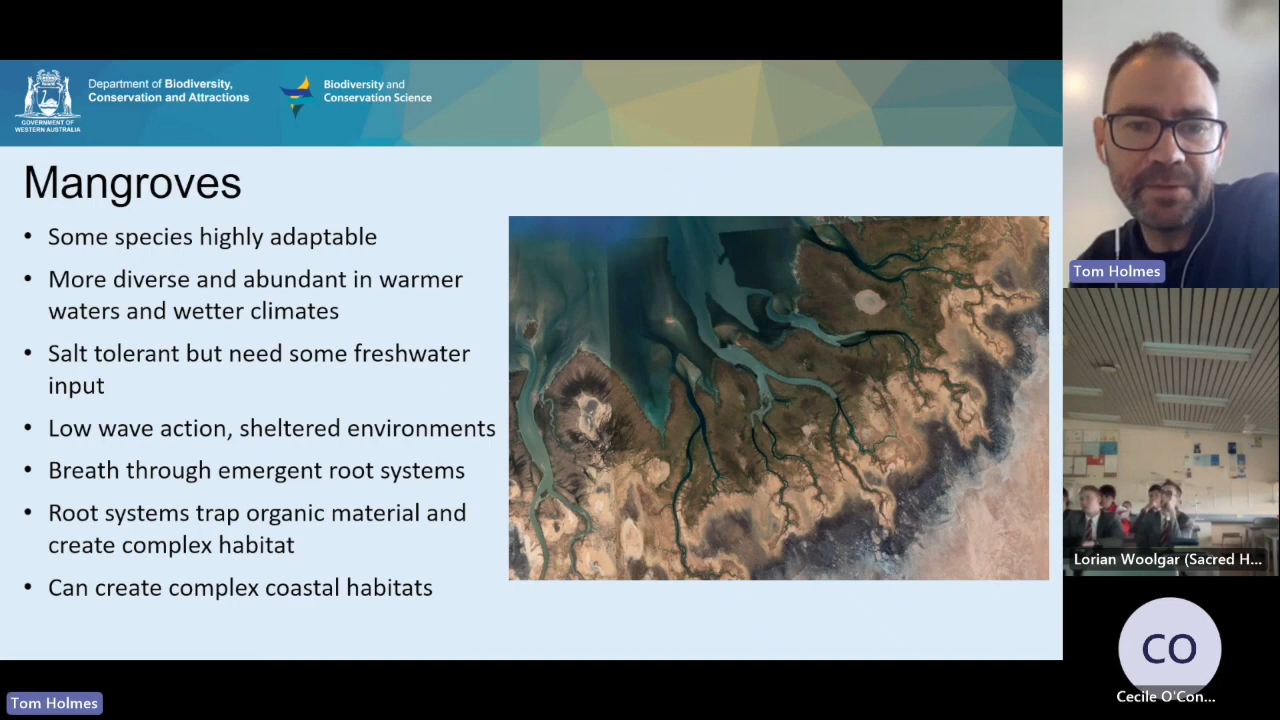 Department of Biodiversity,
Conservation and Attractions
GOVERNMENT OF
WESTERN AUSTRALIA
Biodiversity and
Conservation Science
Mangroves
• Some species highly adaptable
• More diverse and abundant in warmer
waters and wetter climates
• Salt tolerant but need some freshwater
input
• Low wave action, sheltered environments
• Breath through emergent root systems
• Root systems trap organic material and
create complex habitat
• Can create complex coastal habitats
Tom Holmes
Lorian Woolgar (Sacred H...
CO
Cecile O'Con...
Tom Holmes